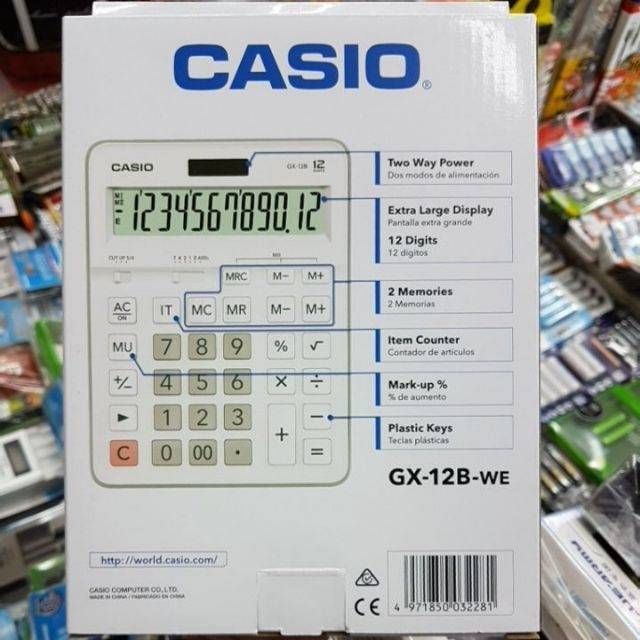 CASIO®
CASIO
GX-12B 12
1234567890.12
Two Way Power
Dos modos de alimentación
Extra Large Display
Pantalla extra grande
12 Digits
12 dígitos
2 Memories
2 Memorias
Item Counter
Contador de artículos
Mark-up %
% de aumento
Plastic Keys
Teclas plásticas
MRC M− M+
AC IT MC MR M− M+
ON
MU 7 8 9 % √
+/− 4 5 6 × ÷
► 1 2 3 + −
C 0 00 • =
GX-12B-WE
http://world.casio.com/
CASIO COMPUTER CO., LTD.
MADE IN CHINA / FABRICADO EN CHINA
CE
4 971850 032281